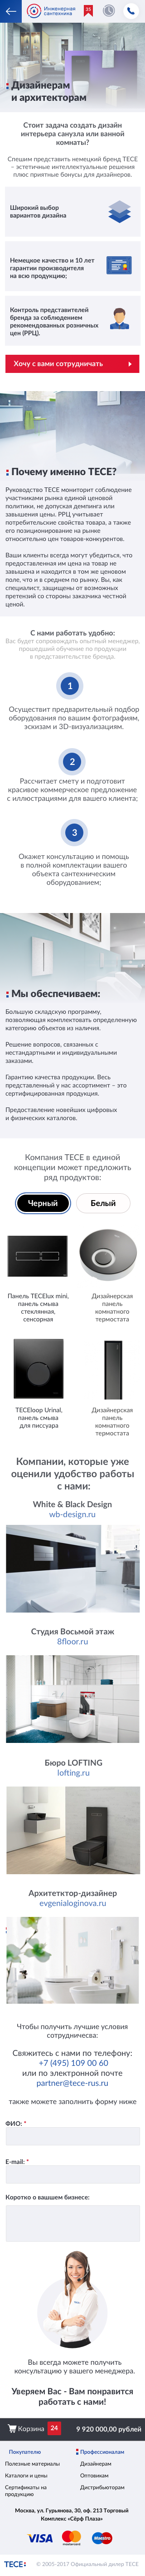 Инженерная
сантехника
Дизайнерам
и архитекторам
Стоит задача создать дизайн
интерьера санузла или ванной
комнаты?
Спешим представить немецкий бренд TECE
– эстетичные интеллектуальные решения
плюс приятные бонусы для дизайнеров.
Широкий выбор
вариантов дизайна
Немецкое качество и 10 лет
гарантии производителя
на всю продукцию;
Контроль представителей
бренда за соблюдением
рекомендованных розничных
цен (РРЦ).
Хочу с вами сотрудничать
Почему именно TECE?
Руководство TECE мониторит соблюдение
участниками рынка единой ценовой
политики, не допуская демпинга или
завышения цены. РРЦ учитывает
потребительские свойства товара, а также
его позиционирование на рынке
относительно цен товаров-конкурентов.
Ваши клиенты всегда могут убедиться, что
предоставленная им цена на товар не
завышена и находится в том же ценовом
поле, что и в среднем по рынку. Вы, как
специалист, защищены от возможных
претензий со стороны заказчика честной
ценой.
С нами работать удобно:
Вас будет сопровождать опытный менеджер,
прошедший обучение по продукции
в представительстве бренда.
1
Осуществит предварительный подбор
оборудования по вашим фотографиям,
эскизам и 3D-визуализациям.
2
Рассчитает смету и подготовит
красивое коммерческое предложение
с иллюстрациями для вашего клиента;
3
Окажет консультацию и помощь
в полной комплектации вашего
объекта сантехническим
оборудованием;
Мы обеспечиваем:
Большую складскую программу,
позволяющая комплектовать определенную
категорию объектов из наличия.
Решение вопросов, связанных с
нестандартными и индивидуальными
заказами.
Гарантию качества продукции. Весь
представленный у нас ассортимент – это
сертифицированная продукция.
Предоставление новейших цифровых
и физических каталогов.
Компания TECE в единой
концепции может предложить
ряд продуктов:
Черный
Белый
Панель TECElux mini,
панель смыва
стеклянная,
сенсорная
Дизайнерская
панель
комнатного
термостата
TECEloop Urinal,
панель смыва
для писсуара
Дизайнерская
панель
комнатного
термостата
Компании, которые уже
оценили удобство работы
с нами:
White & Black Design
wb-design.ru
Студия Восьмой этаж
8floor.ru
Бюро LOFTING
lofting.ru
Архитетктор-дизайнер
evgenialoginova.ru
Чтобы получить лучшие условия
сотрудничесва:
Свяжитесь с нами по телефону:
+7 (495) 109 00 60
или по электронной почте
partner@tece-rus.ru
также можете заполнить форму ниже
ФИО: *
E-mail: *
Коротко о вашшем бизнесе:
Вы всегда можете получить
консультацию у вашего менеджера.
Уверяем Вас - Вам понравится
работать с нами!
Корзина 24 9 920 000,00 рублей
Покупателю
Профессионалам
Полезные материалы
Дизайнерам
Каталоги и цены
Оптовикам
Сертификаты на
продукцию
Дистрибьюторам
Москва, ул. Гурьянова, 30, оф. 213 Торговый
Комплекс «Сёрф Плаза»
VISA mastercard Maestro
TECE © 2005-2017 Официальный дилер TECE